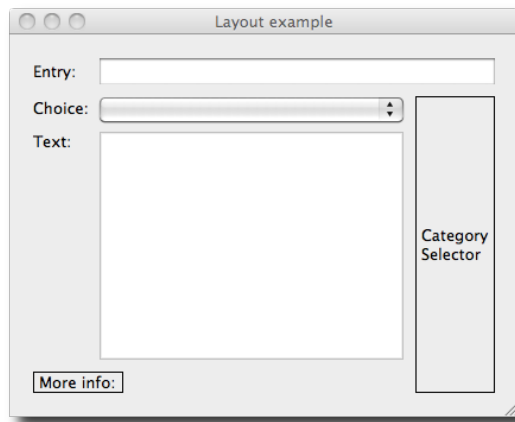 Layout example
Entry:
Choice:
Text:
Category
Selector
More info: